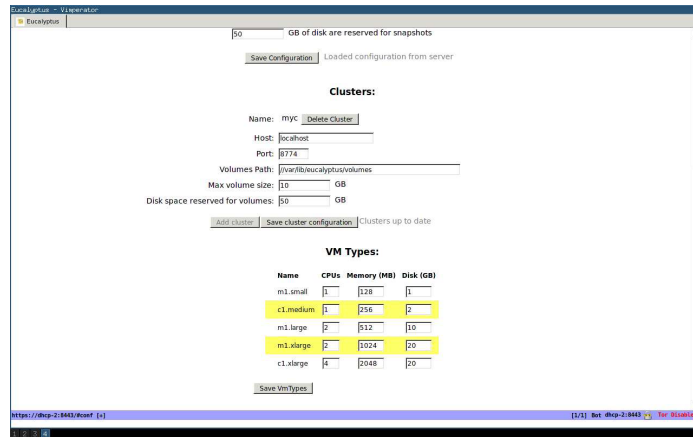 Eucalyptus - Vimperator
Eucalyptus
50 GB of disk are reserved for snapshots
Save Configuration Loaded configuration from server
Clusters:
Name: myc Delete Cluster
Host: localhost
Port: 8774
Volumes Path: //var/lib/eucalyptus/volumes
Max volume size: 10 GB
Disk space reserved for volumes: 50 GB
Add cluster Save cluster configuration Clusters up to date
VM Types:
Name CPUs Memory (MB) Disk (GB)
m1.small 1 128 1
c1.medium 1 256 2
m1.large 2 512 10
m1.xlarge 2 1024 20
c1.xlarge 4 2048 20
Save VmTypes
https://dhcp-2:8443/#conf [+] [1/1] Bot dhcp-2:8443 Tor Disable
1 2 3 4